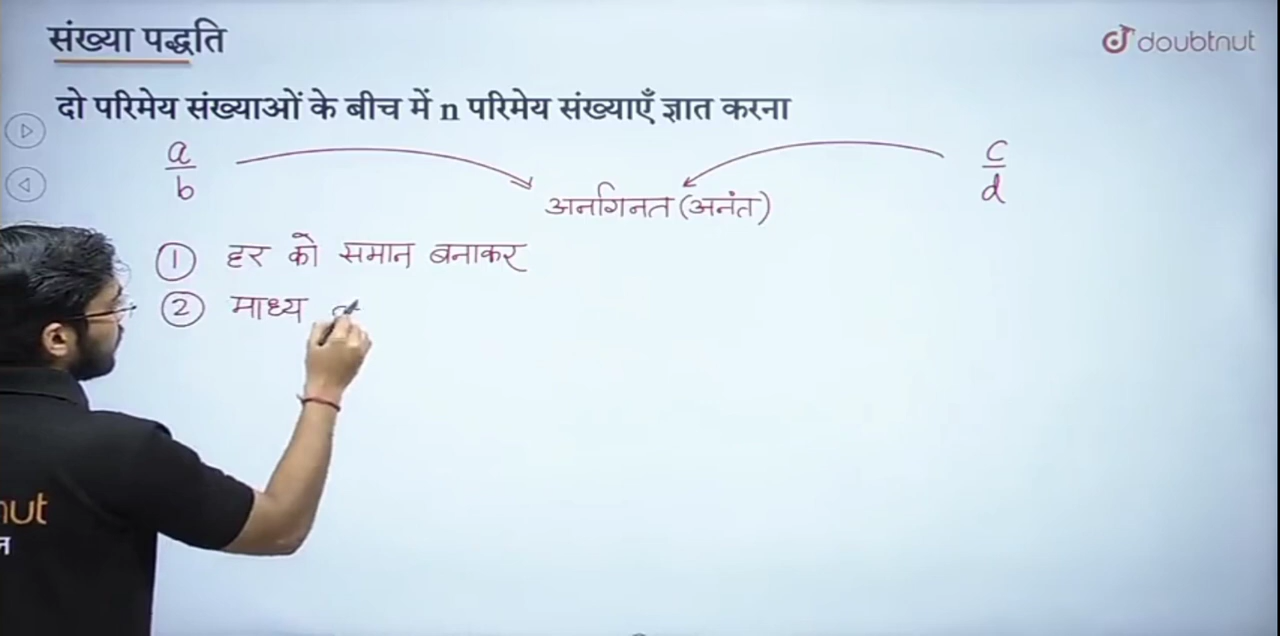 संख्या पद्धति
doubtnut
दो परिमेय संख्याओं के बीच में n परिमेय संख्याएँ ज्ञात करना
a/b
c/d
अनगिनत (अनंत)
① हर को समान बनाकर
② माध्य
nut